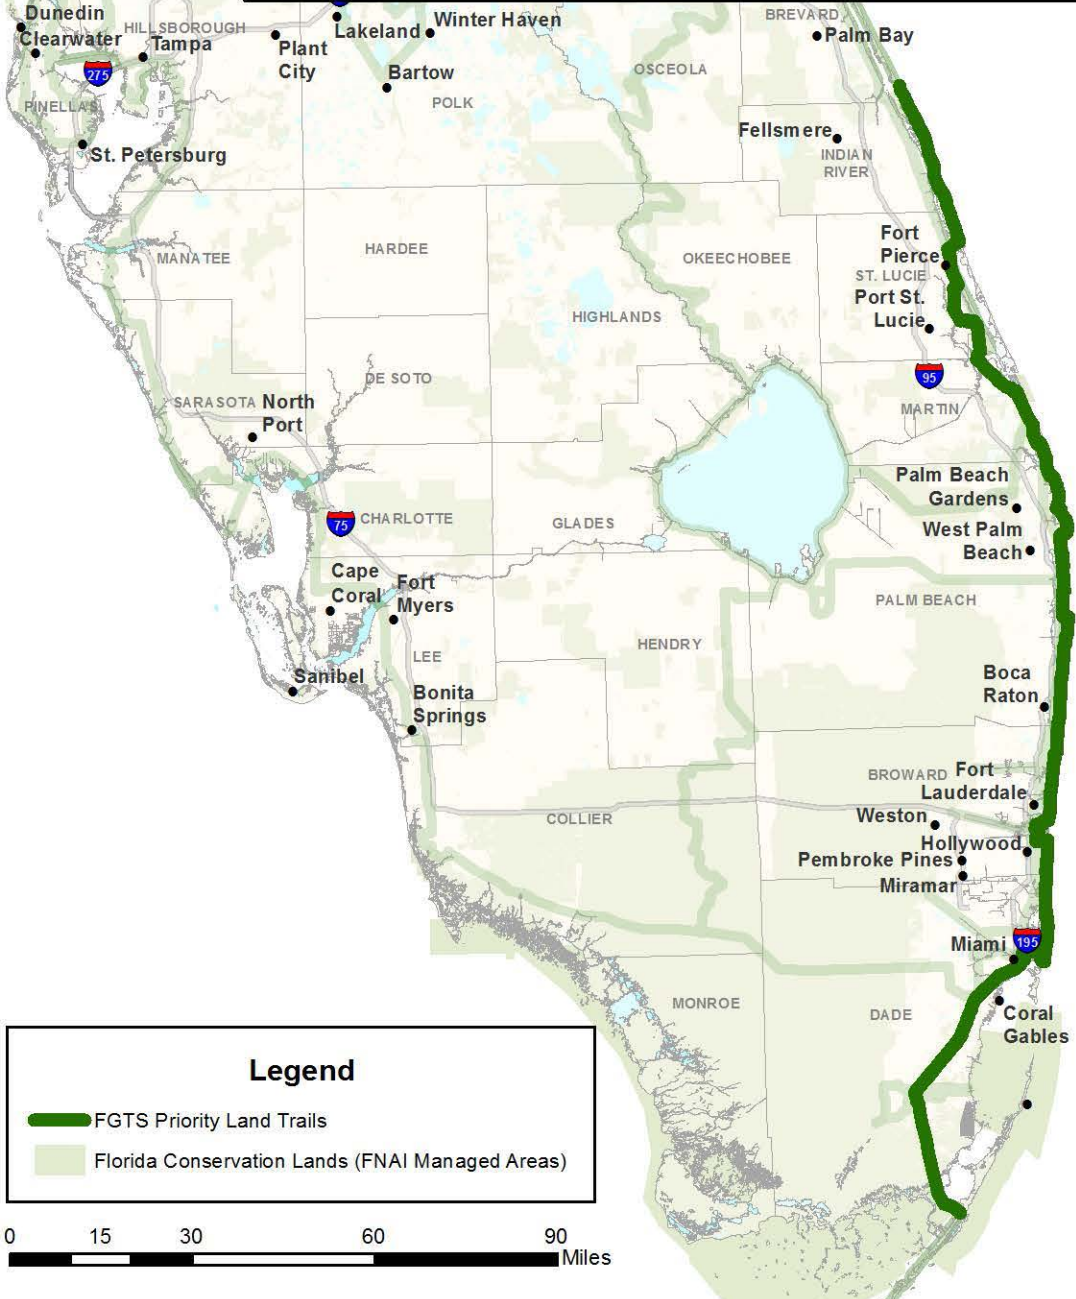 Dunedin
HILLSBOROUGH
Winter Haven
BREVARD
Clearwater
Tampa
Lakeland
Palm Bay
Plant
City
275
Bartow
OSCEOLA
PINELLAS
POLK
St. Petersburg
Fellsmere
INDIAN
RIVER
MANATEE
HARDEE
OKEECHOBEE
Fort
Pierce
ST. LUCIE
Port St.
Lucie
HIGHLANDS
DE SOTO
95
SARASOTA
North
Port
MARTIN
Palm Beach
Gardens
75
CHARLOTTE
GLADES
West Palm
Beach
Cape
Coral
Fort
Myers
PALM BEACH
LEE
HENDRY
Sanibel
Bonita
Springs
Boca
Raton
BROWARD
Fort
Lauderdale
COLLIER
Weston
Hollywood
Pembroke Pines
Miramar
Miami
195
MONROE
DADE
Coral
Gables
Legend
FGTS Priority Land Trails
Florida Conservation Lands (FNAI Managed Areas)
0 15 30 60 90
Miles